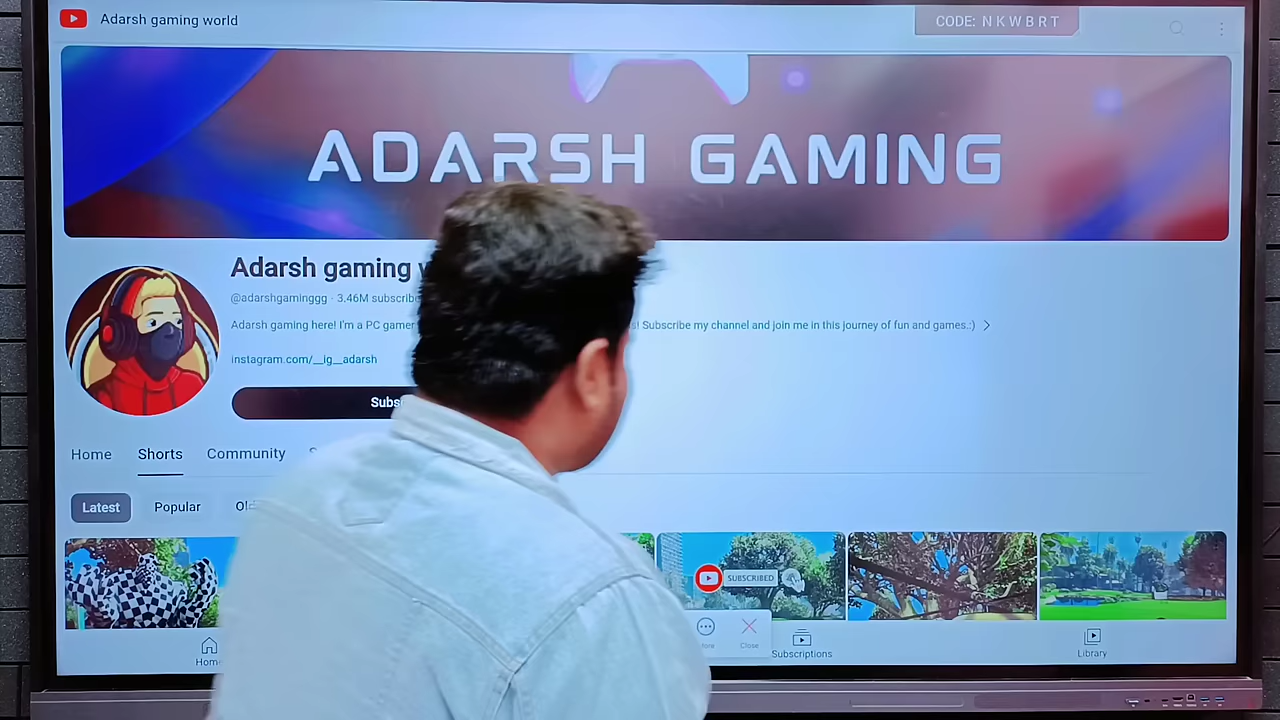 Adarsh gaming world
CODE: N K W B R T
ADARSH GAMING
Adarsh gaming
@adarshgaminggg · 3.46M
Adarsh gaming here! I'm a PC gamer
! Subscribe my channel and join me in this journey of fun and games.:)
instagram.com/__ig__adarsh
Home Shorts Community
Latest Popular
SUBSCRIBED
Close
Home
Subscriptions
Library